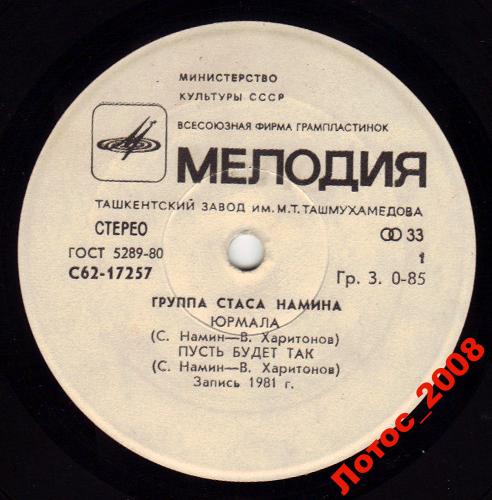 МИНИСТЕРСТВО
КУЛЬТУРЫ СССР
ВСЕСОЮЗНАЯ ФИРМА ГРАМПЛАСТИНОК
МЕЛОДИЯ
ТАШКЕНТСКИЙ ЗАВОД ИМ. М.Т. ТАШМУХАМЕДОВА
СТЕРЕО 33
ГОСТ 5289-80 1
С62-17257 Гр. 3. 0-85
ГРУППА СТАСА НАМИНА
ЮРМАЛА
(С. Намин—В. Харитонов)
ПУСТЬ БУДЕТ ТАК
(С. Намин—В. Харитонов)
Запись 1981 г.
Лотос_2008